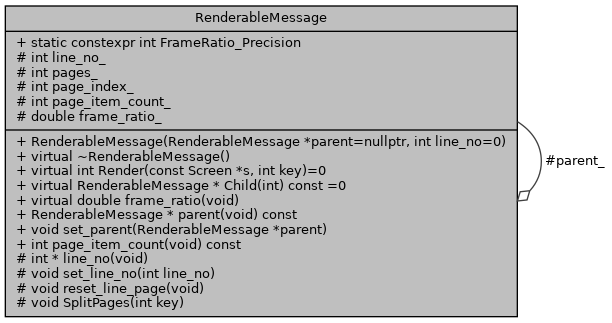 RenderableMessage
+ static constexpr int FrameRatio_Precision
# int line_no_
# int pages_
# int page_index_
# int page_item_count_
# double frame_ratio_
+ RenderableMessage(RenderableMessage *parent=nullptr, int line_no=0)
+ virtual ~RenderableMessage()
+ virtual int Render(const Screen *s, int key)=0
+ virtual RenderableMessage * Child(int) const =0
+ virtual double frame_ratio(void)
+ RenderableMessage * parent(void) const
+ void set_parent(RenderableMessage *parent)
+ int page_item_count(void) const
# int * line_no(void)
# void set_line_no(int line_no)
# void reset_line_page(void)
# void SplitPages(int key)
#parent_